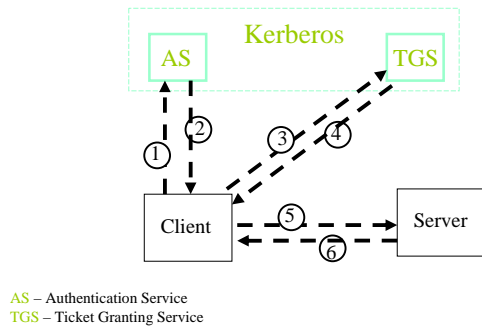 Kerberos
AS
TGS
1
2
3
4
Client
5
6
Server
AS – Authentication Service
TGS – Ticket Granting Service